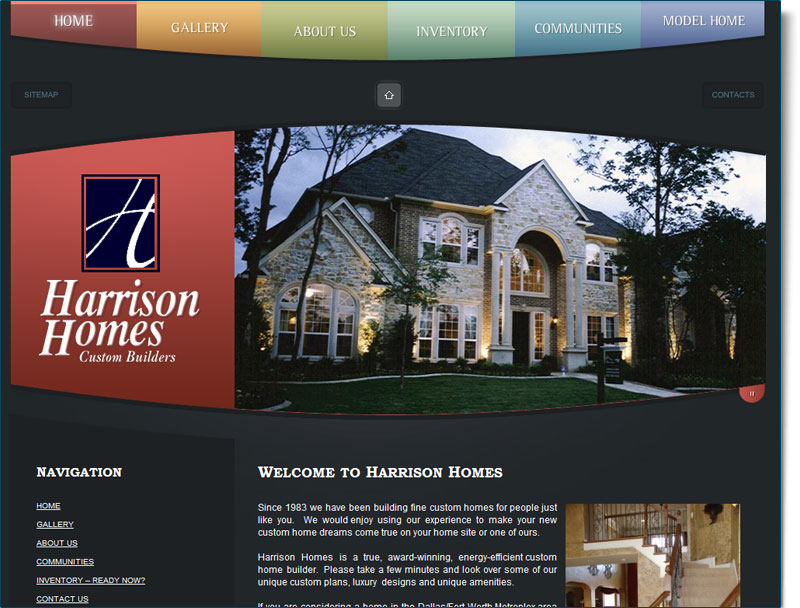 HOME
GALLERY
ABOUT US
INVENTORY
COMMUNITIES
MODEL HOME
SITEMAP
CONTACTS
H
Harrison
Homes
Custom Builders
NAVIGATION
HOME
GALLERY
ABOUT US
COMMUNITIES
INVENTORY – READY NOW?
CONTACT US
WELCOME TO HARRISON HOMES
Since 1983 we have been building fine custom homes for people just
like you. We would enjoy using our experience to make your new
custom home dreams come true on your home site or one of ours.
Harrison Homes is a true, award-winning, energy-efficient custom
home builder. Please take a few minutes and look over some of our
unique custom plans, luxury designs and unique amenities.
If you are considering a home in the Dallas/Fort Worth Metroplex area